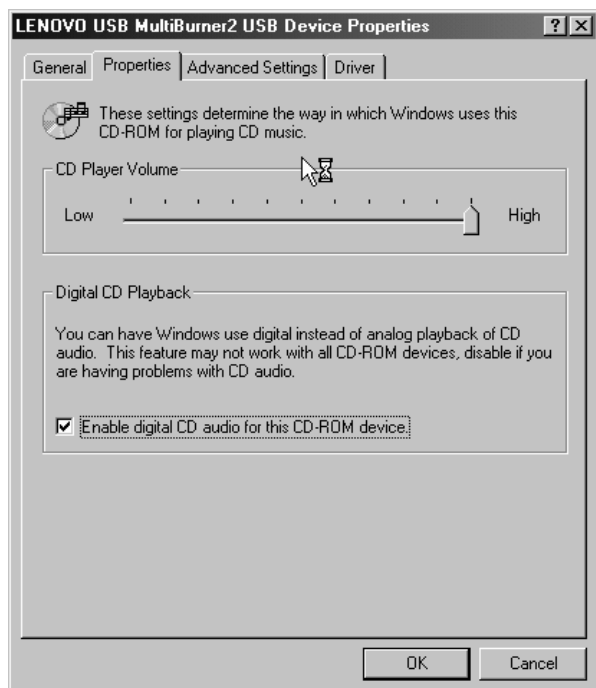 LENOVO USB MultiBurner2 USB Device Properties
General Properties Advanced Settings Driver
These settings determine the way in which Windows uses this
CD-ROM for playing CD music.
CD Player Volume
Low High
Digital CD Playback
You can have Windows use digital instead of analog playback of CD
audio. This feature may not work with all CD-ROM devices, disable if you
are having problems with CD audio.
Enable digital CD audio for this CD-ROM device.
OK Cancel